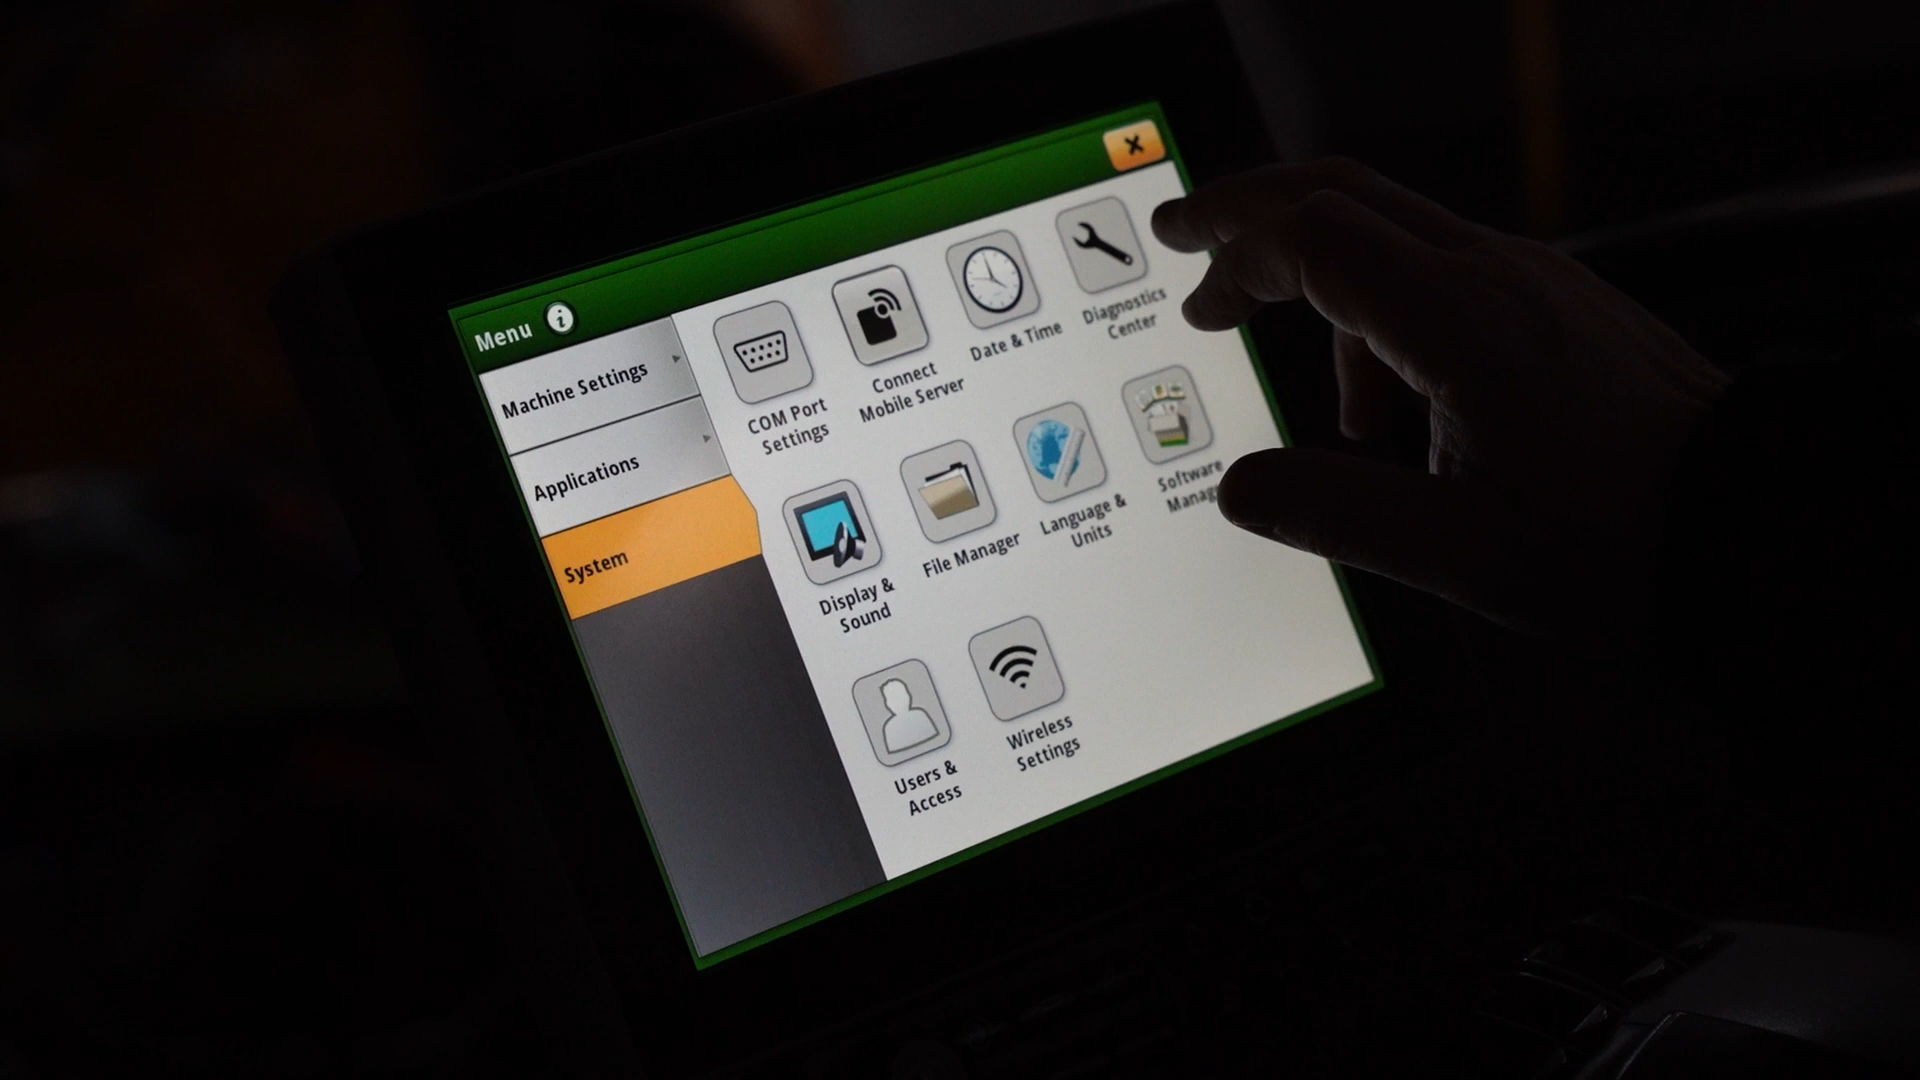 Menu
Machine Settings
Applications
System
COM Port
Settings
Connect
Mobile Server
Date & Time
Diagnostics
Center
Display &
Sound
File Manager
Language &
Units
Software
Users &
Access
Wireless
Settings